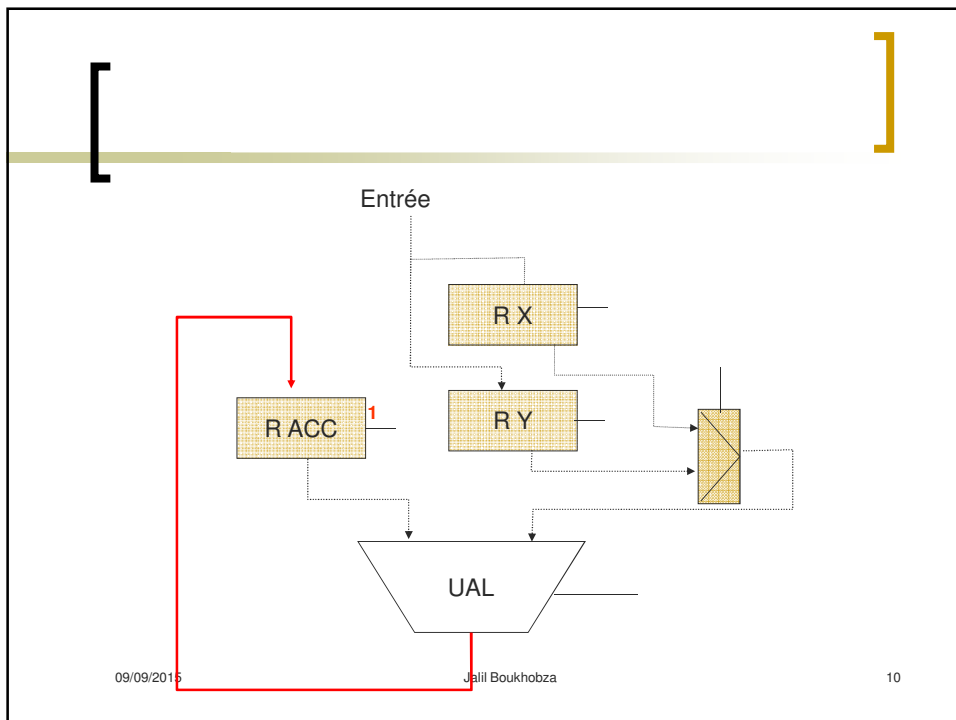 Entrée
R X
R ACC
1
R Y
UAL
09/09/2015
Jalil Boukhobza
10